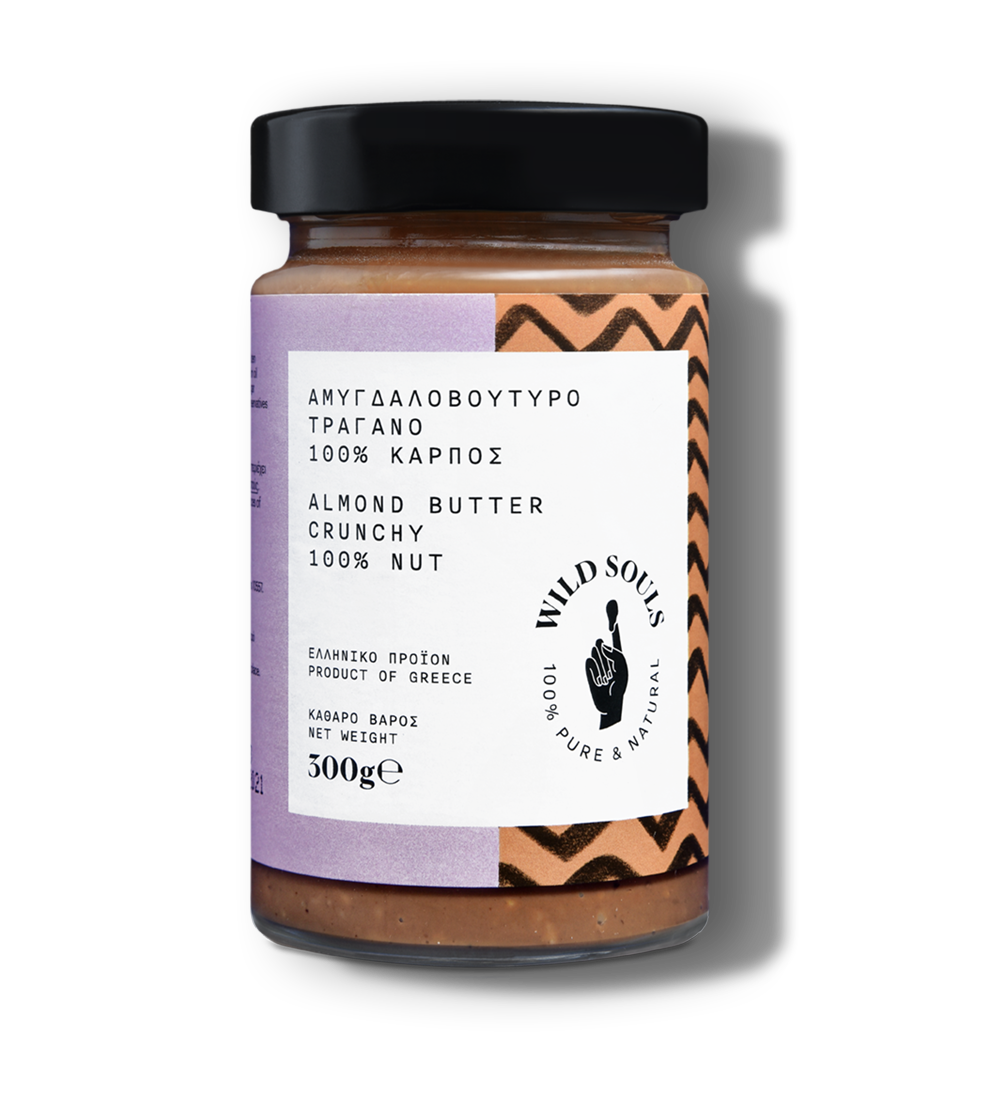 ΑΜΥΓΔΑΛΟΒΟΥΤΥΡΟ
ΤΡΑΓΑΝΟ
100% ΚΑΡΠΟΣ
ALMOND BUTTER
CRUNCHY
100% NUT
WILD SOULS
100% PURE & NATURAL
ΕΛΛΗΝΙΚΟ ΠΡΟΪΟΝ
PRODUCT OF GREECE
ΚΑΘΑΡΟ ΒΑΡΟΣ
NET WEIGHT
300g℮